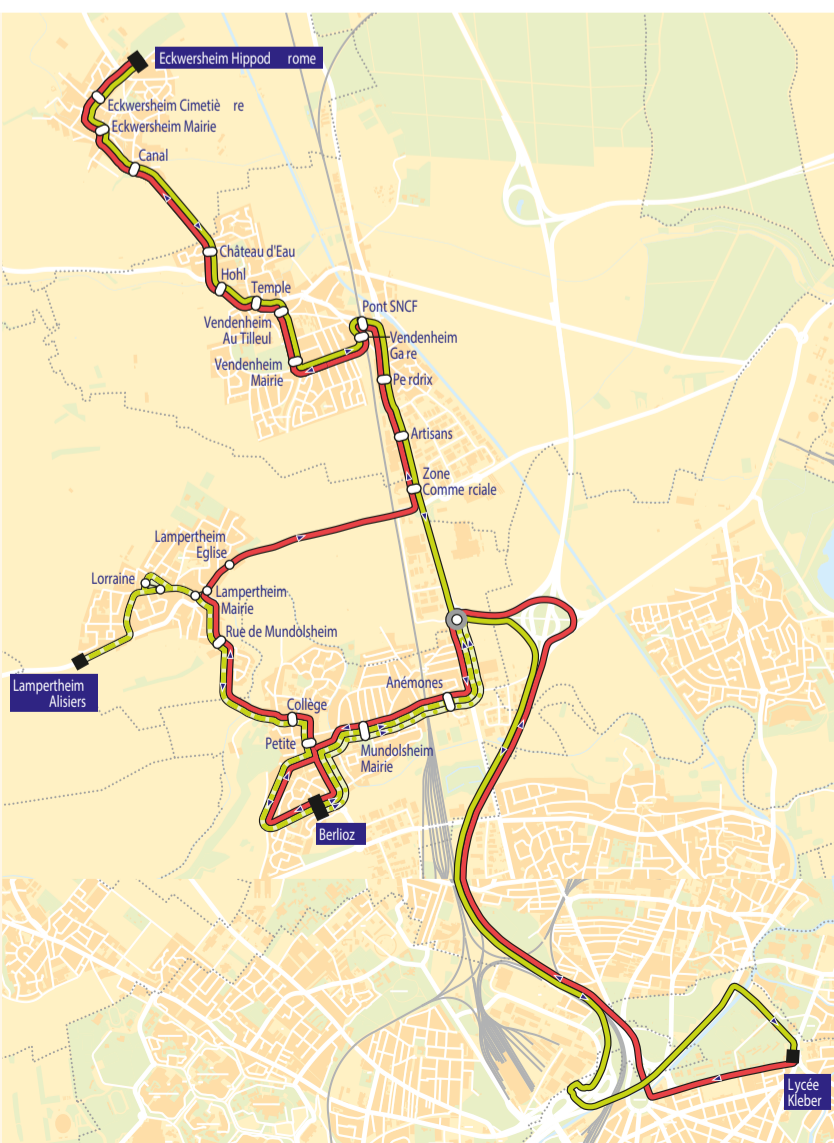 Eckwersheim Hippod rome
Eckwersheim Cimetiè re
Eckwersheim Mairie
Canal
Château d'Eau
Hohl
Temple
Vendenheim
Au Tilleul
Pont SNCF
Vendenheim
Ga re
Vendenheim
Mairie
Pe rdrix
Artisans
Zone
Comme rciale
Lampertheim
Eglise
Lorraine
Lampertheim
Mairie
Rue de Mundolsheim
Lampertheim
Alisiers
Anémones
Collège
Petite
Mundolsheim
Mairie
Berlioz
Lycée
Kleber